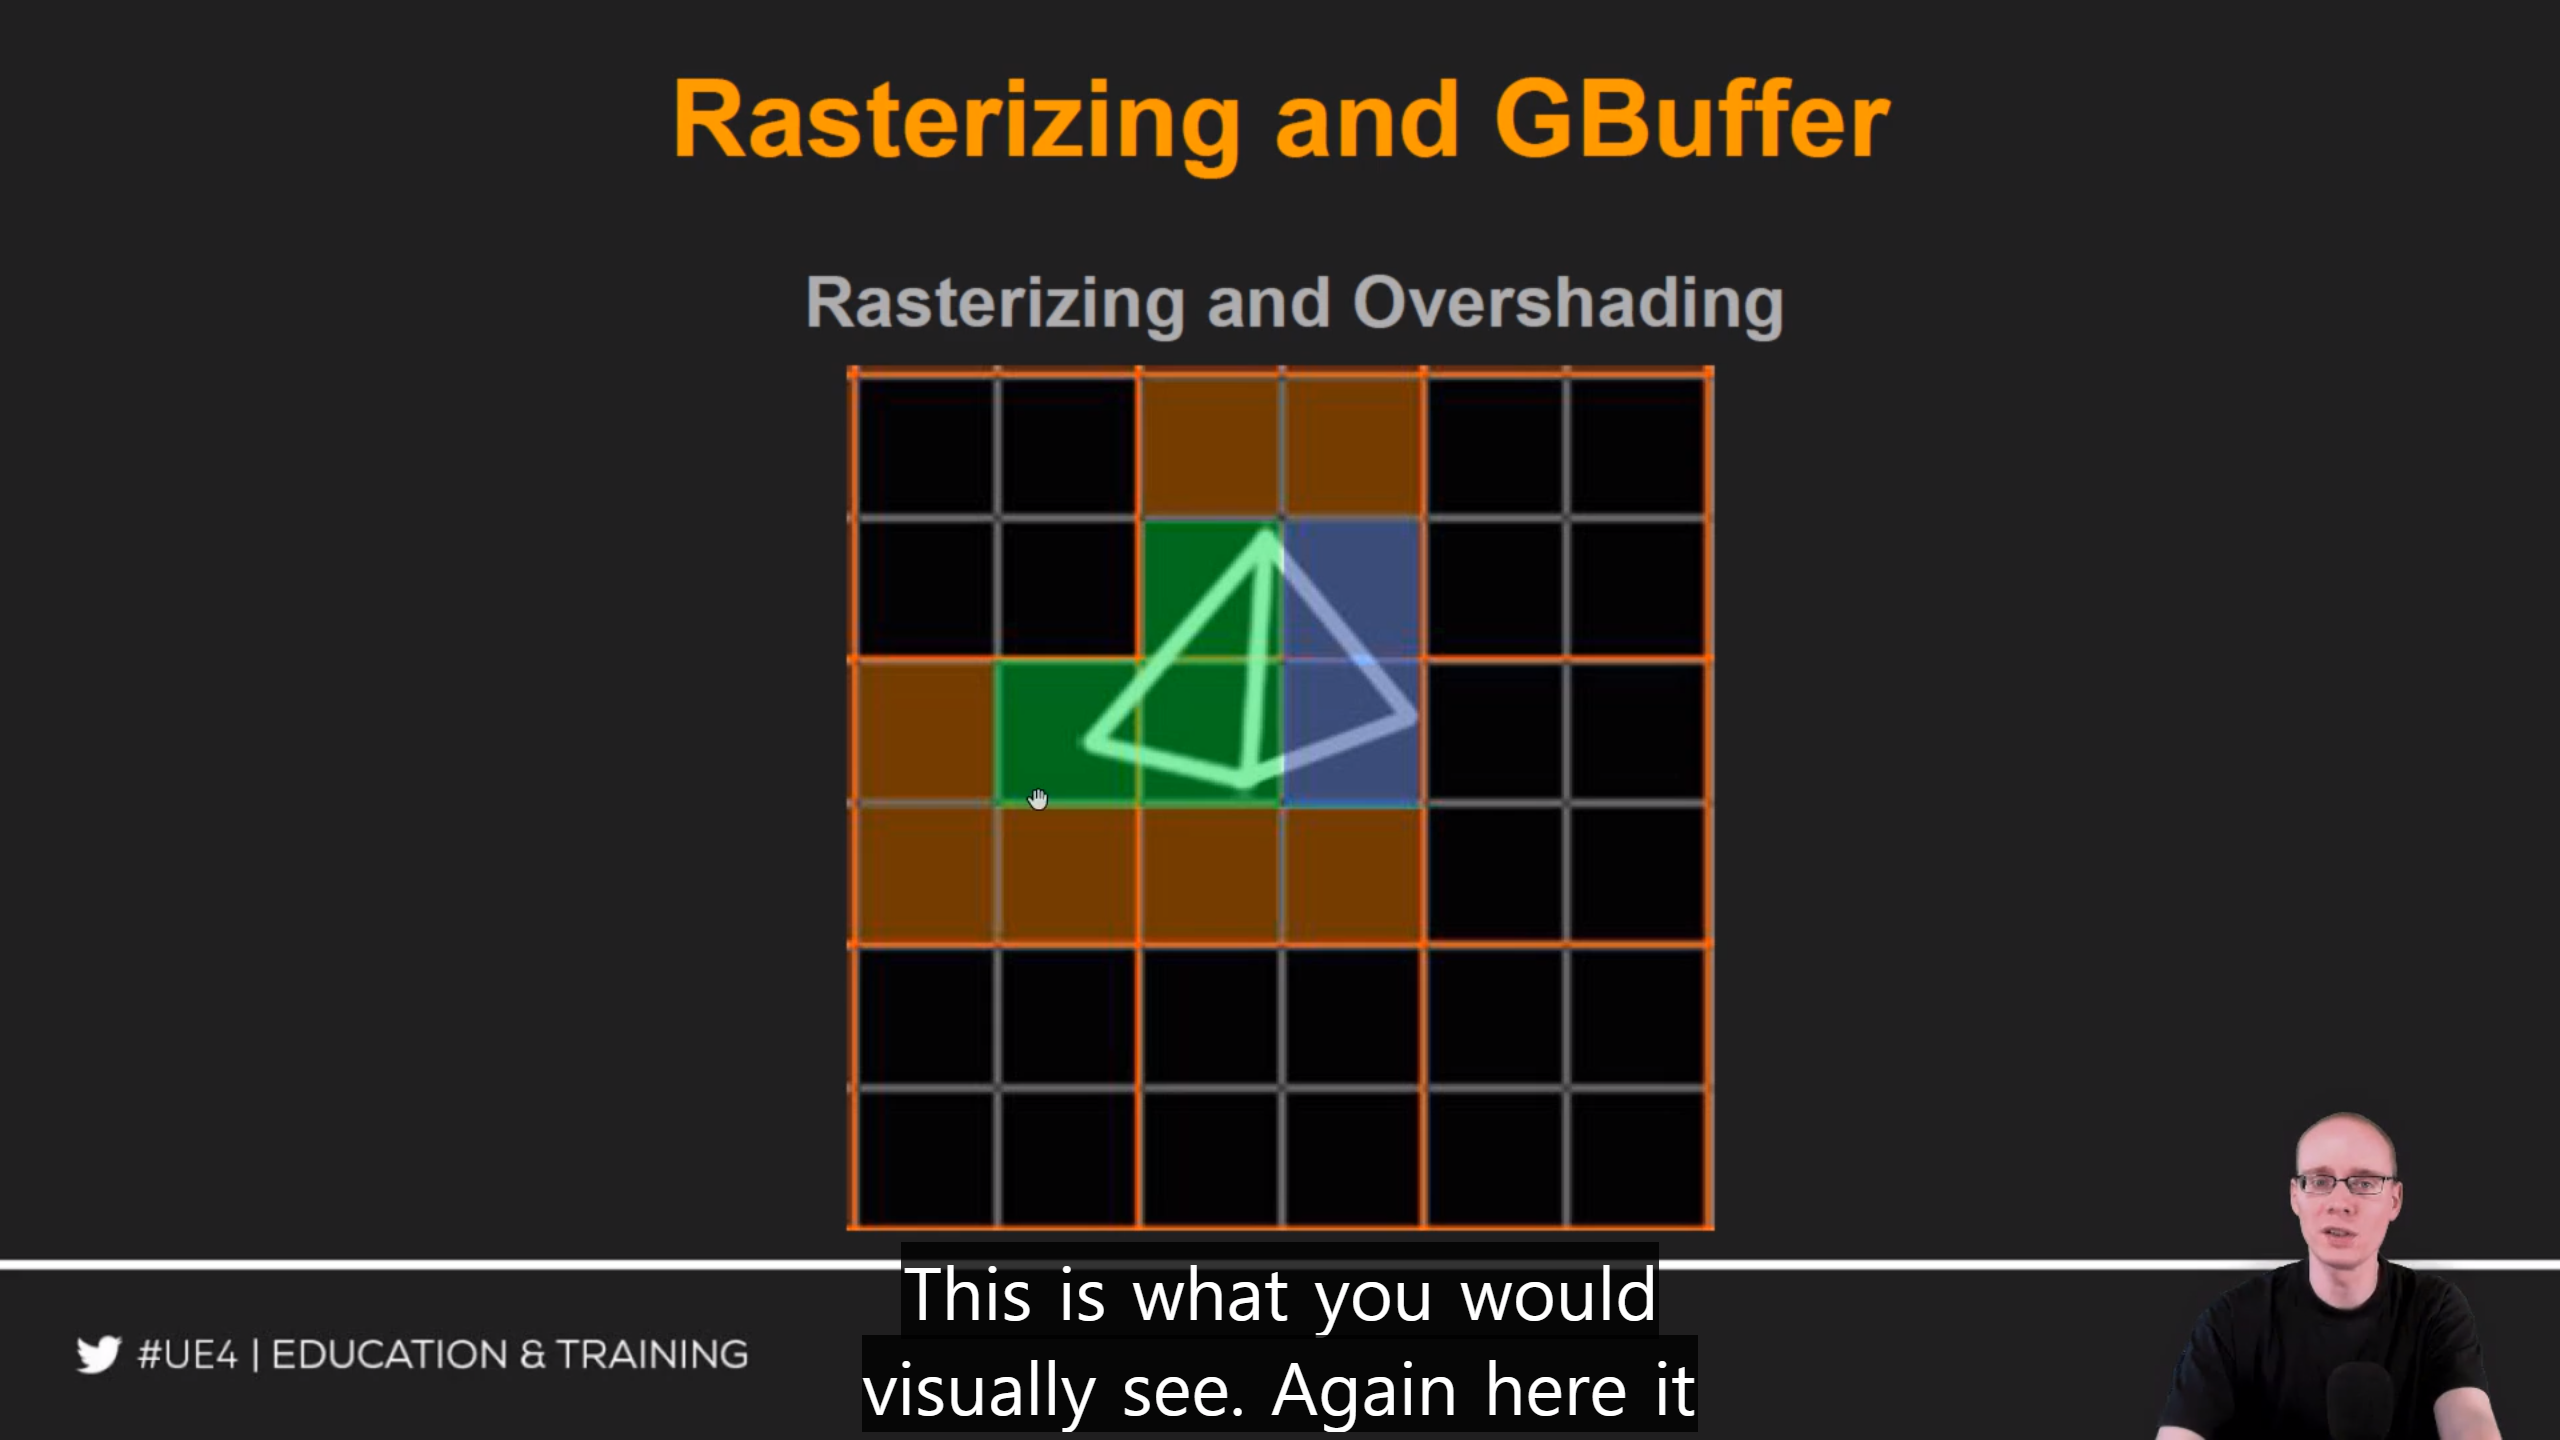 Rasterizing and GBuffer
Rasterizing and Overshading
This is what you would
visually see. Again here it
#UE4 | EDUCATION & TRAINING